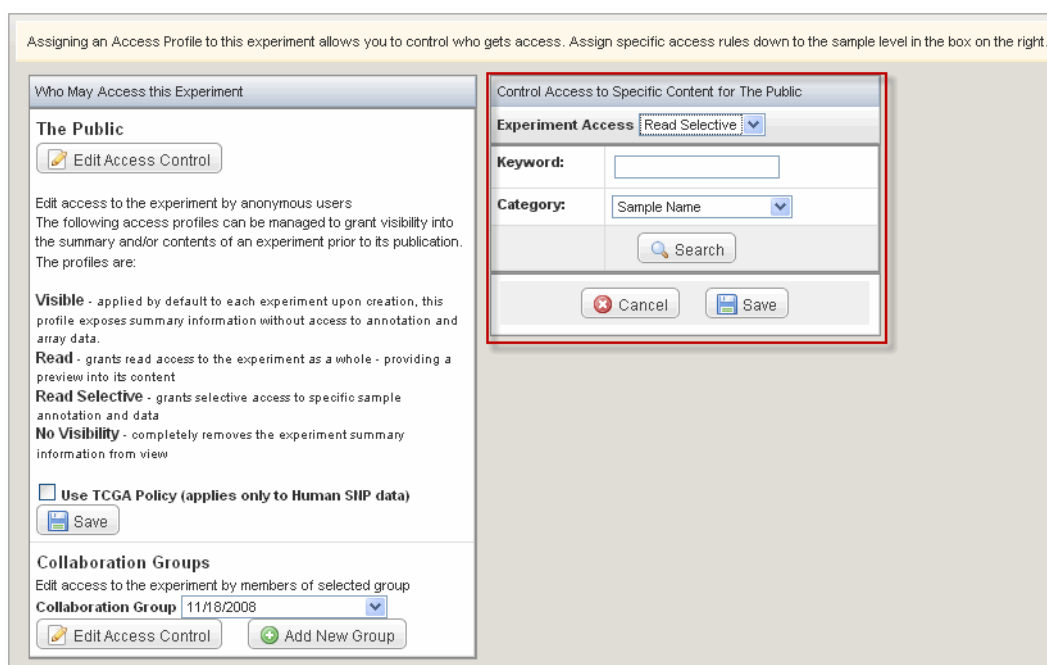 Assigning an Access Profile to this experiment allows you to control who gets access. Assign specific access rules down to the sample level in the box on the right.
Who May Access this Experiment
The Public
Edit Access Control
Edit access to the experiment by anonymous users
The following access profiles can be managed to grant visibility into
the summary and/or contents of an experiment prior to its publication.
The profiles are:
Visible - applied by default to each experiment upon creation, this
profile exposes summary information without access to annotation and
array data.
Read - grants read access to the experiment as a whole - providing a
preview into its content
Read Selective - grants selective access to specific sample
annotation and data
No Visibility - completely removes the experiment summary
information from view
Use TCGA Policy (applies only to Human SNP data)
Save
Collaboration Groups
Edit access to the experiment by members of selected group
Collaboration Group 11/18/2008
Edit Access Control Add New Group
Control Access to Specific Content for The Public
Experiment Access Read Selective
Keyword:
Category: Sample Name
Search
Cancel Save